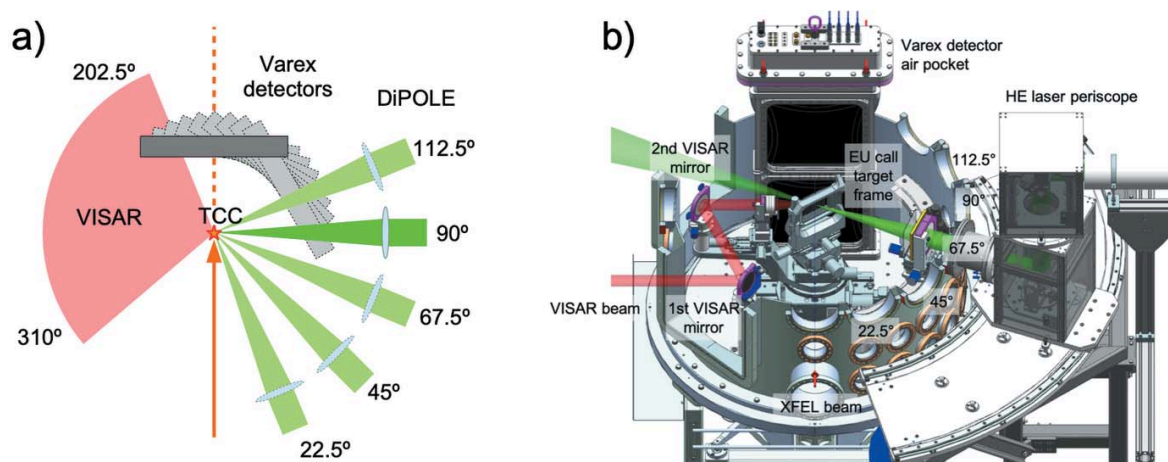 a)
202.5º
Varex
detectors
DiPOLE
112.5º
VISAR
TCC
90º
67.5º
310º
45º
22.5º
b)
Varex detector
air pocket
HE laser periscope
2nd VISAR
mirror
EU call
target
frame
112.5°
90°
67.5°
45°
22.5°
VISAR beam
1st VISAR
mirror
XFEL beam